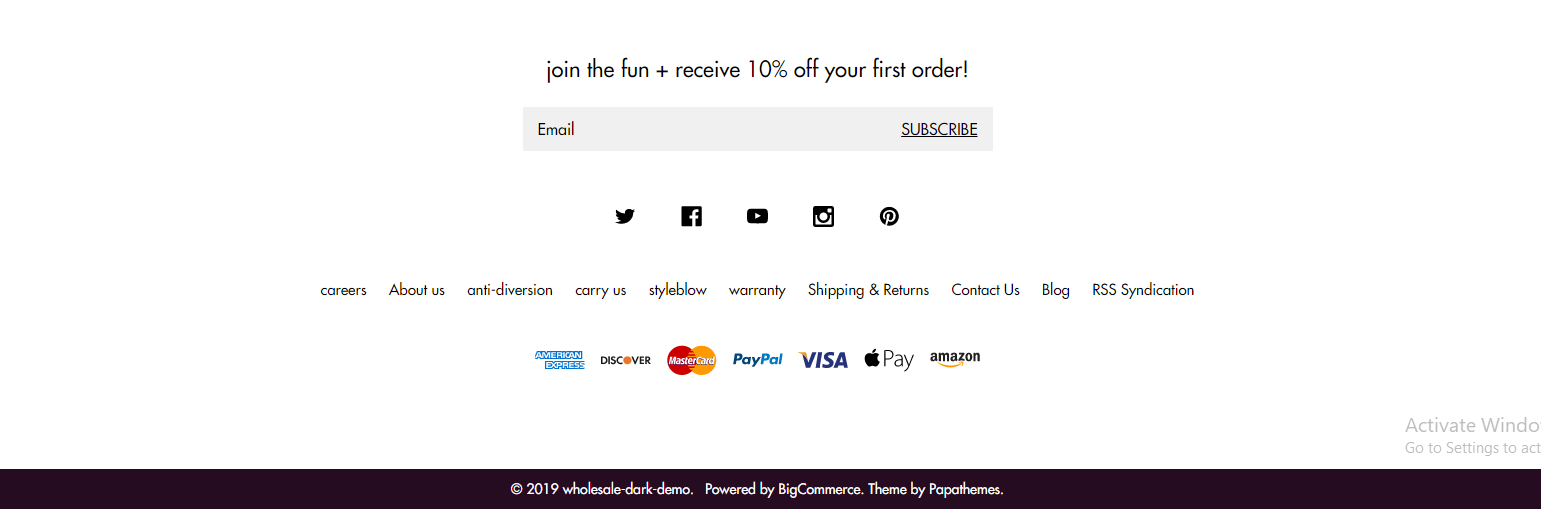 join the fun + receive 10% off your first order!
Email SUBSCRIBE
careers About us anti-diversion carry us styleblow warranty Shipping & Returns Contact Us Blog RSS Syndication
AMERICAN EXPRESS DISCOVER MasterCard PayPal VISA Pay amazon
Activate Windo
Go to Settings to act
© 2019 wholesale-dark-demo. Powered by BigCommerce. Theme by Papathemes.